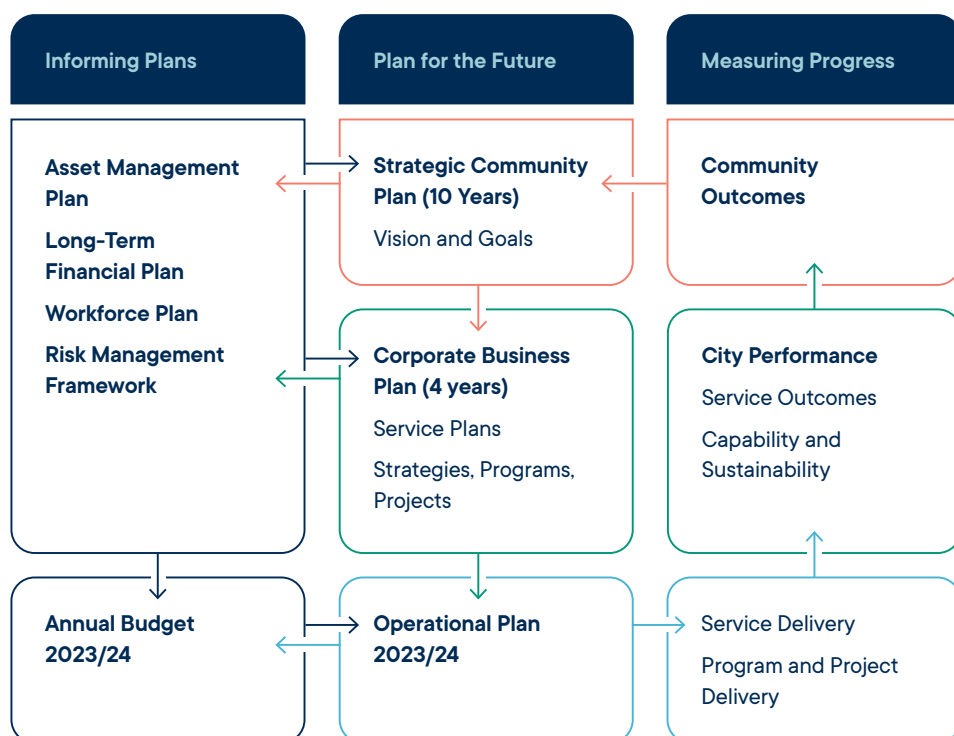 Informing Plans
Plan for the Future
Measuring Progress
Asset Management
Plan
Long-Term
Financial Plan
Workforce Plan
Risk Management
Framework
Strategic Community
Plan (10 Years)
Vision and Goals
Community
Outcomes
Corporate Business
Plan (4 years)
Service Plans
Strategies, Programs,
Projects
City Performance
Service Outcomes
Capability and
Sustainability
Annual Budget
2023/24
Operational Plan
2023/24
Service Delivery
Program and Project
Delivery